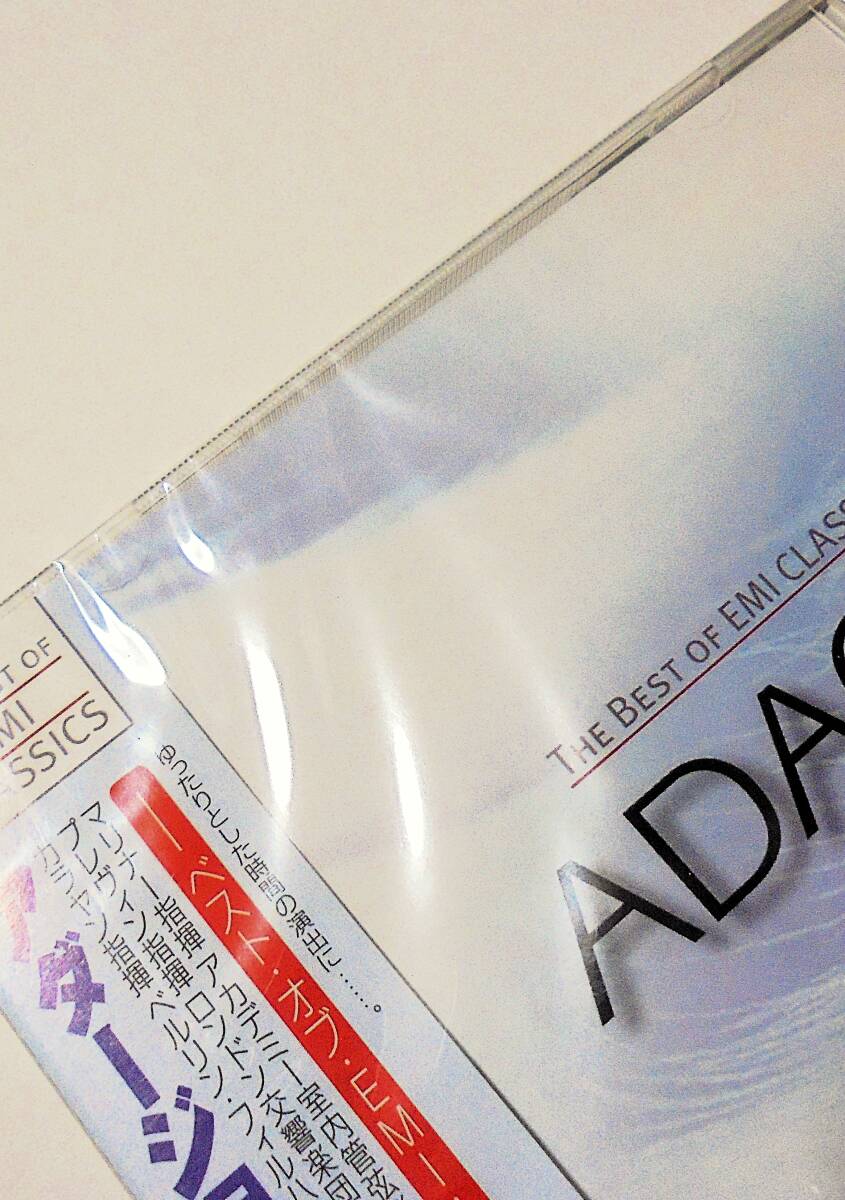 THE BEST OF EMI CLASS
ADAG
ST OF
MI
ASSICS
ゆったりとした時間の演出に……。
ベスト・オブ・EMI
マリナー指揮 アカデミー室内管弦
プレヴィン指揮 ロンドン交響楽団
カラヤン指揮 ベルリン・フィルハ
アダージョ